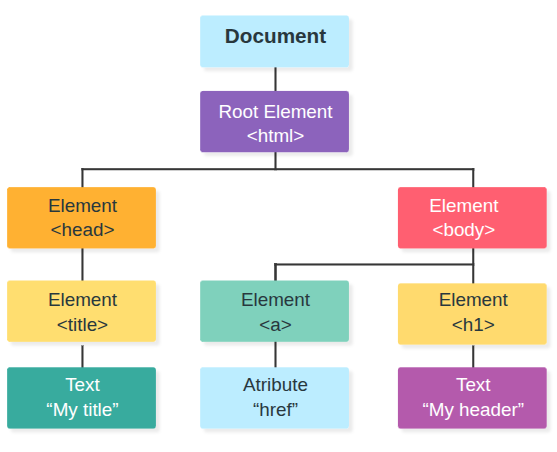 Document
Root Element
<html>
Element
<head>
Element
<body>
Element
<title>
Element
<a>
Element
<h1>
Text
“My title”
Atribute
“href”
Text
“My header”